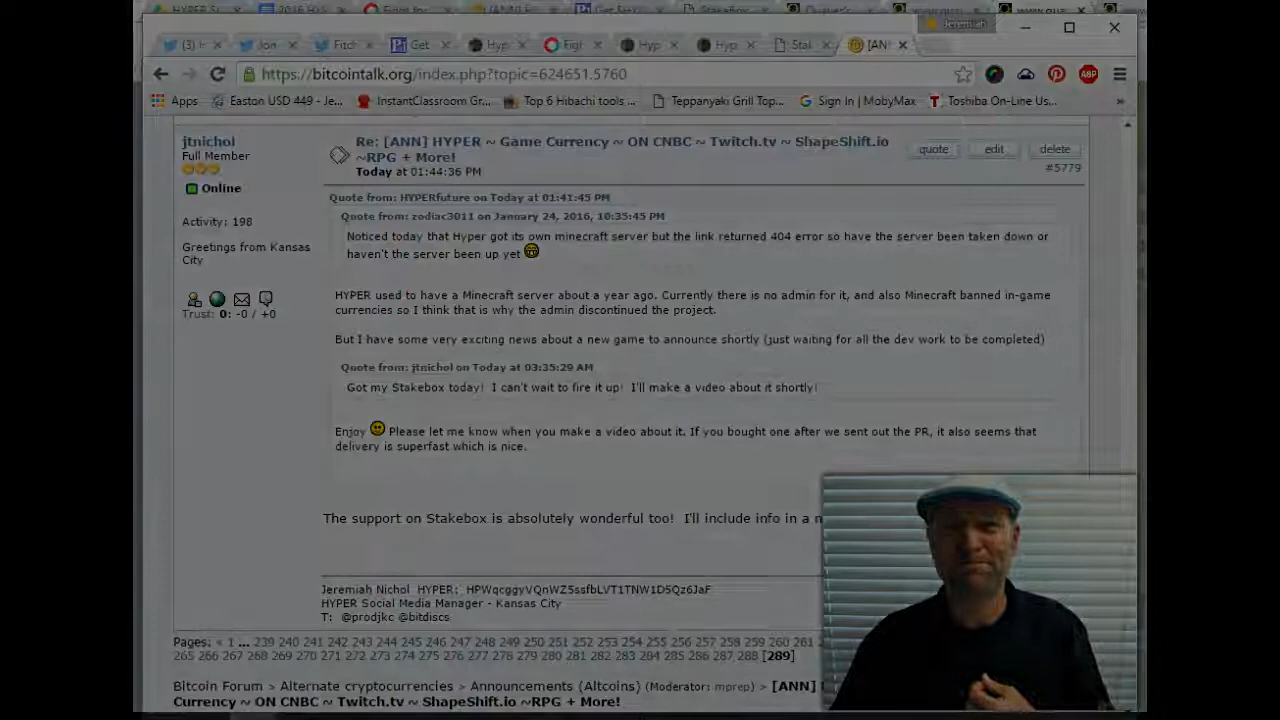 Jeremiah
(3)
Jon
Fitch
Get
Hyp
Figl
Hyp
Hyp
Stal
[AN
https://bitcointalk.org/index.php?topic=624651.5760
ABP
Apps
Easton USD 449 - Je...
InstantClassroom Gr...
Top 6 Hibachi tools ...
Teppanyaki Grill Top...
Sign In | MobyMax
Toshiba On-Line Us...
»
jtnichol
Full Member
Online
Activity: 198
Greetings from Kansas
City
Trust: 0: -0 / +0
Re: [ANN] HYPER ~ Game Currency ~ ON CNBC ~ Twitch.tv ~ ShapeShift.io
~RPG + More!
Today at 01:44:36 PM
quote
edit
delete
#5779
Quote from: HYPERfuture on Today at 01:41:45 PM
Quote from: zodiac3011 on January 24, 2016, 10:35:45 PM
Noticed today that Hyper got its own minecraft server but the link returned 404 error so have the server been taken down or
haven't the server been up yet
HYPER used to have a Minecraft server about a year ago. Currently there is no admin for it, and also Minecraft banned in-game
currencies so I think that is why the admin discontinued the project.
But I have some very exciting news about a new game to announce shortly (just waiting for all the dev work to be completed)
Quote from: jtnichol on Today at 03:35:29 AM
Got my Stakebox today! I can't wait to fire it up! I'll make a video about it shortly!
Enjoy Please let me know when you make a video about it. If you bought one after we sent out the PR, it also seems that
delivery is superfast which is nice.
The support on Stakebox is absolutely wonderful too! I'll include info in a
Jeremiah Nichol HYPER: HPWqcggyVQnWZ5ssfbLVT1TNW1D5Qz6JaF
HYPER Social Media Manager - Kansas City
T: @prodjkc @bitdiscs
Pages: « 1 ... 239 240 241 242 243 244 245 246 247 248 249 250 251 252 253 254 255 256 257 258 259 260 261
265 266 267 268 269 270 271 272 273 274 275 276 277 278 279 280 281 282 283 284 285 286 287 288 [289]
Bitcoin Forum > Alternate cryptocurrencies > Announcements (Altcoins) (Moderator: mprep) > [ANN]
Currency ~ ON CNBC ~ Twitch.tv ~ ShapeShift.io ~RPG + More!